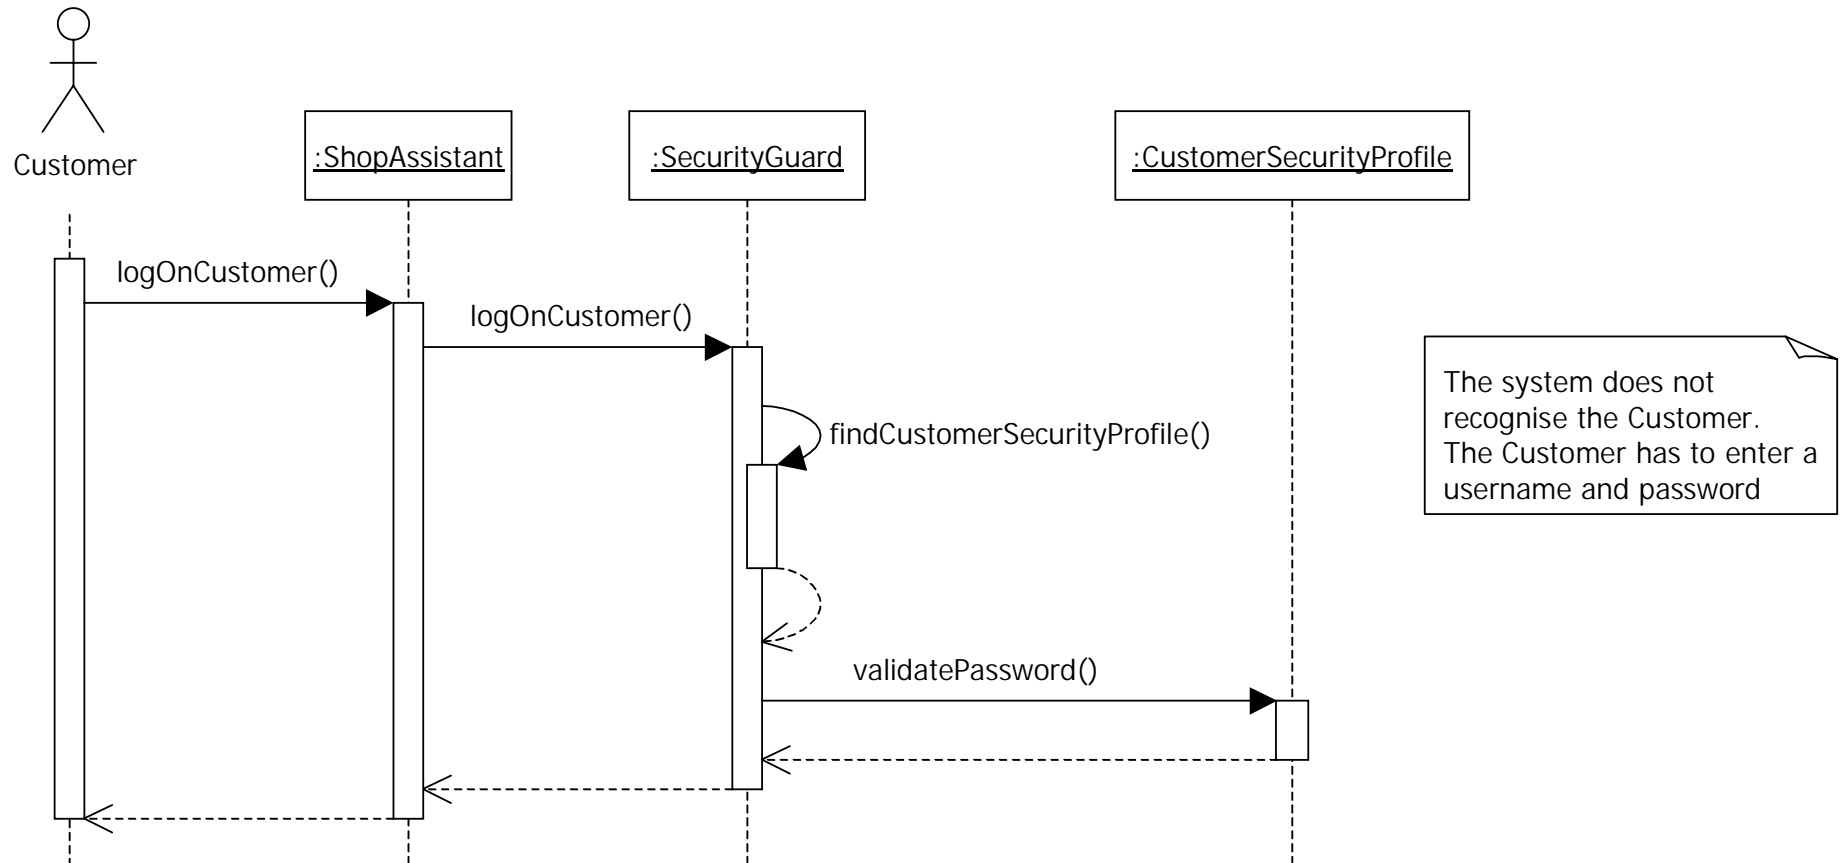 Customer
:ShopAssistant
:SecurityGuard
:CustomerSecurityProfile
logOnCustomer()
logOnCustomer()
findCustomerSecurityProfile()
The system does not
recognise the Customer.
The Customer has to enter a
username and password
validatePassword()